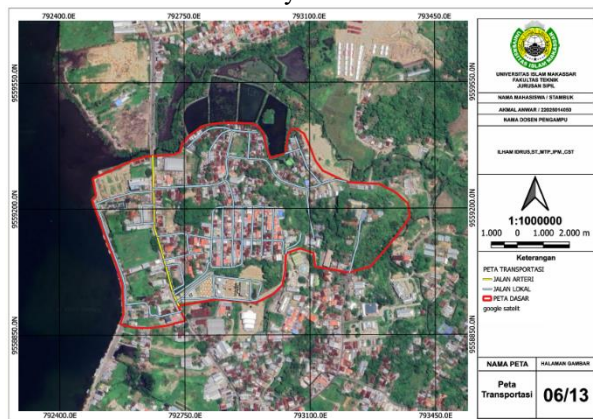 792400.0E 792750.0E 793100.0E 793450.0E
9559550.0N 9559550.0N
9559200.0N 9559200.0N
9558850.0N 9558850.0N
792400.0E 792750.0E 793100.0E 793450.0E
UNIVERSITAS ISLAM MAKASSAR
UNIVERSITAS ISLAM MAKASSAR
FAKULTAS TEKNIK
JURUSAN SIPIL
NAMA MAHASISWA / STAMBUK
NAMA DOSEN PENGAMPU
1:1000000
1.000 0 1.000 2.000 m
Keterangan
PETA TRANSPORTASI
JALAN ARTERI
JALAN LOKAL
PETA DASAR
google satelit
NAMA PETA HALAMAN GAMBAR
Peta
Transportasi
06/13